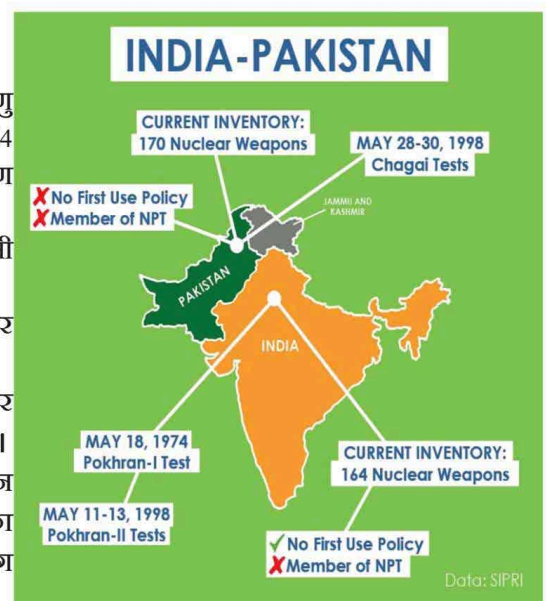 INDIA-PAKISTAN
णु
4
ण
नी
र
र
।
न
ा
ग
CURRENT INVENTORY:
170 Nuclear Weapons
MAY 28-30, 1998
Chagai Tests
✗ No First Use Policy
✗ Member of NPT
JAMMU AND
KASHMIR
PAKISTAN
INDIA
MAY 18, 1974
Pokhran-I Test
CURRENT INVENTORY:
164 Nuclear Weapons
MAY 11-13, 1998
Pokhran-II Tests
✓ No First Use Policy
✗ Member of NPT
Data: SIPRI